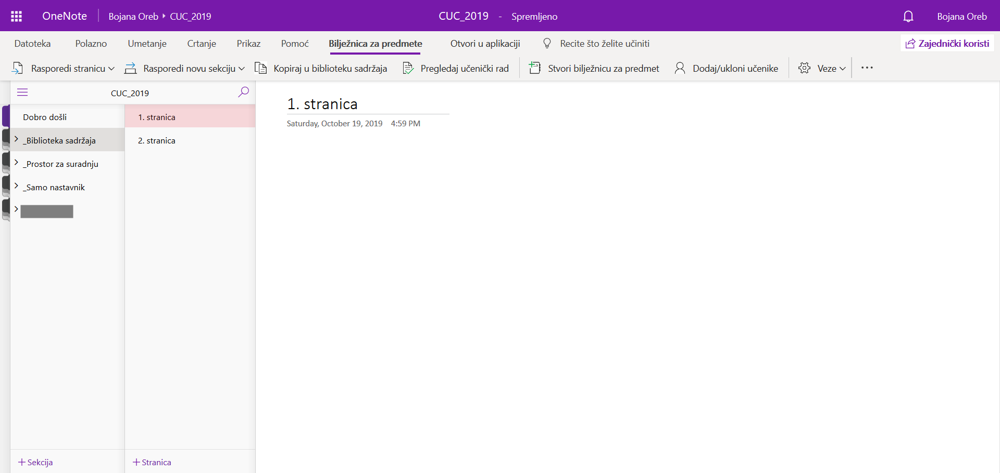 OneNote Bojana Oreb CUC_2019 CUC_2019 - Spremljeno Bojana Oreb
Datoteka Polazno Umetanje Crtanje Prikaz Pomoć Bilježnica za predmete Otvori u aplikaciji Recite što želite učiniti Zajednički koristi
Rasporedi stranicu Rasporedi novu sekciju Kopiraj u biblioteku sadržaja Pregledaj učenički rad Stvori bilježnicu za predmet Dodaj/ukloni učenike Veze ...
CUC_2019
Dobro došli
_Biblioteka sadržaja
_Prostor za suradnju
_Samo nastavnik
+ Sekcija
1. stranica
2. stranica
+ Stranica
1. stranica
Saturday, October 19, 2019 4:59 PM